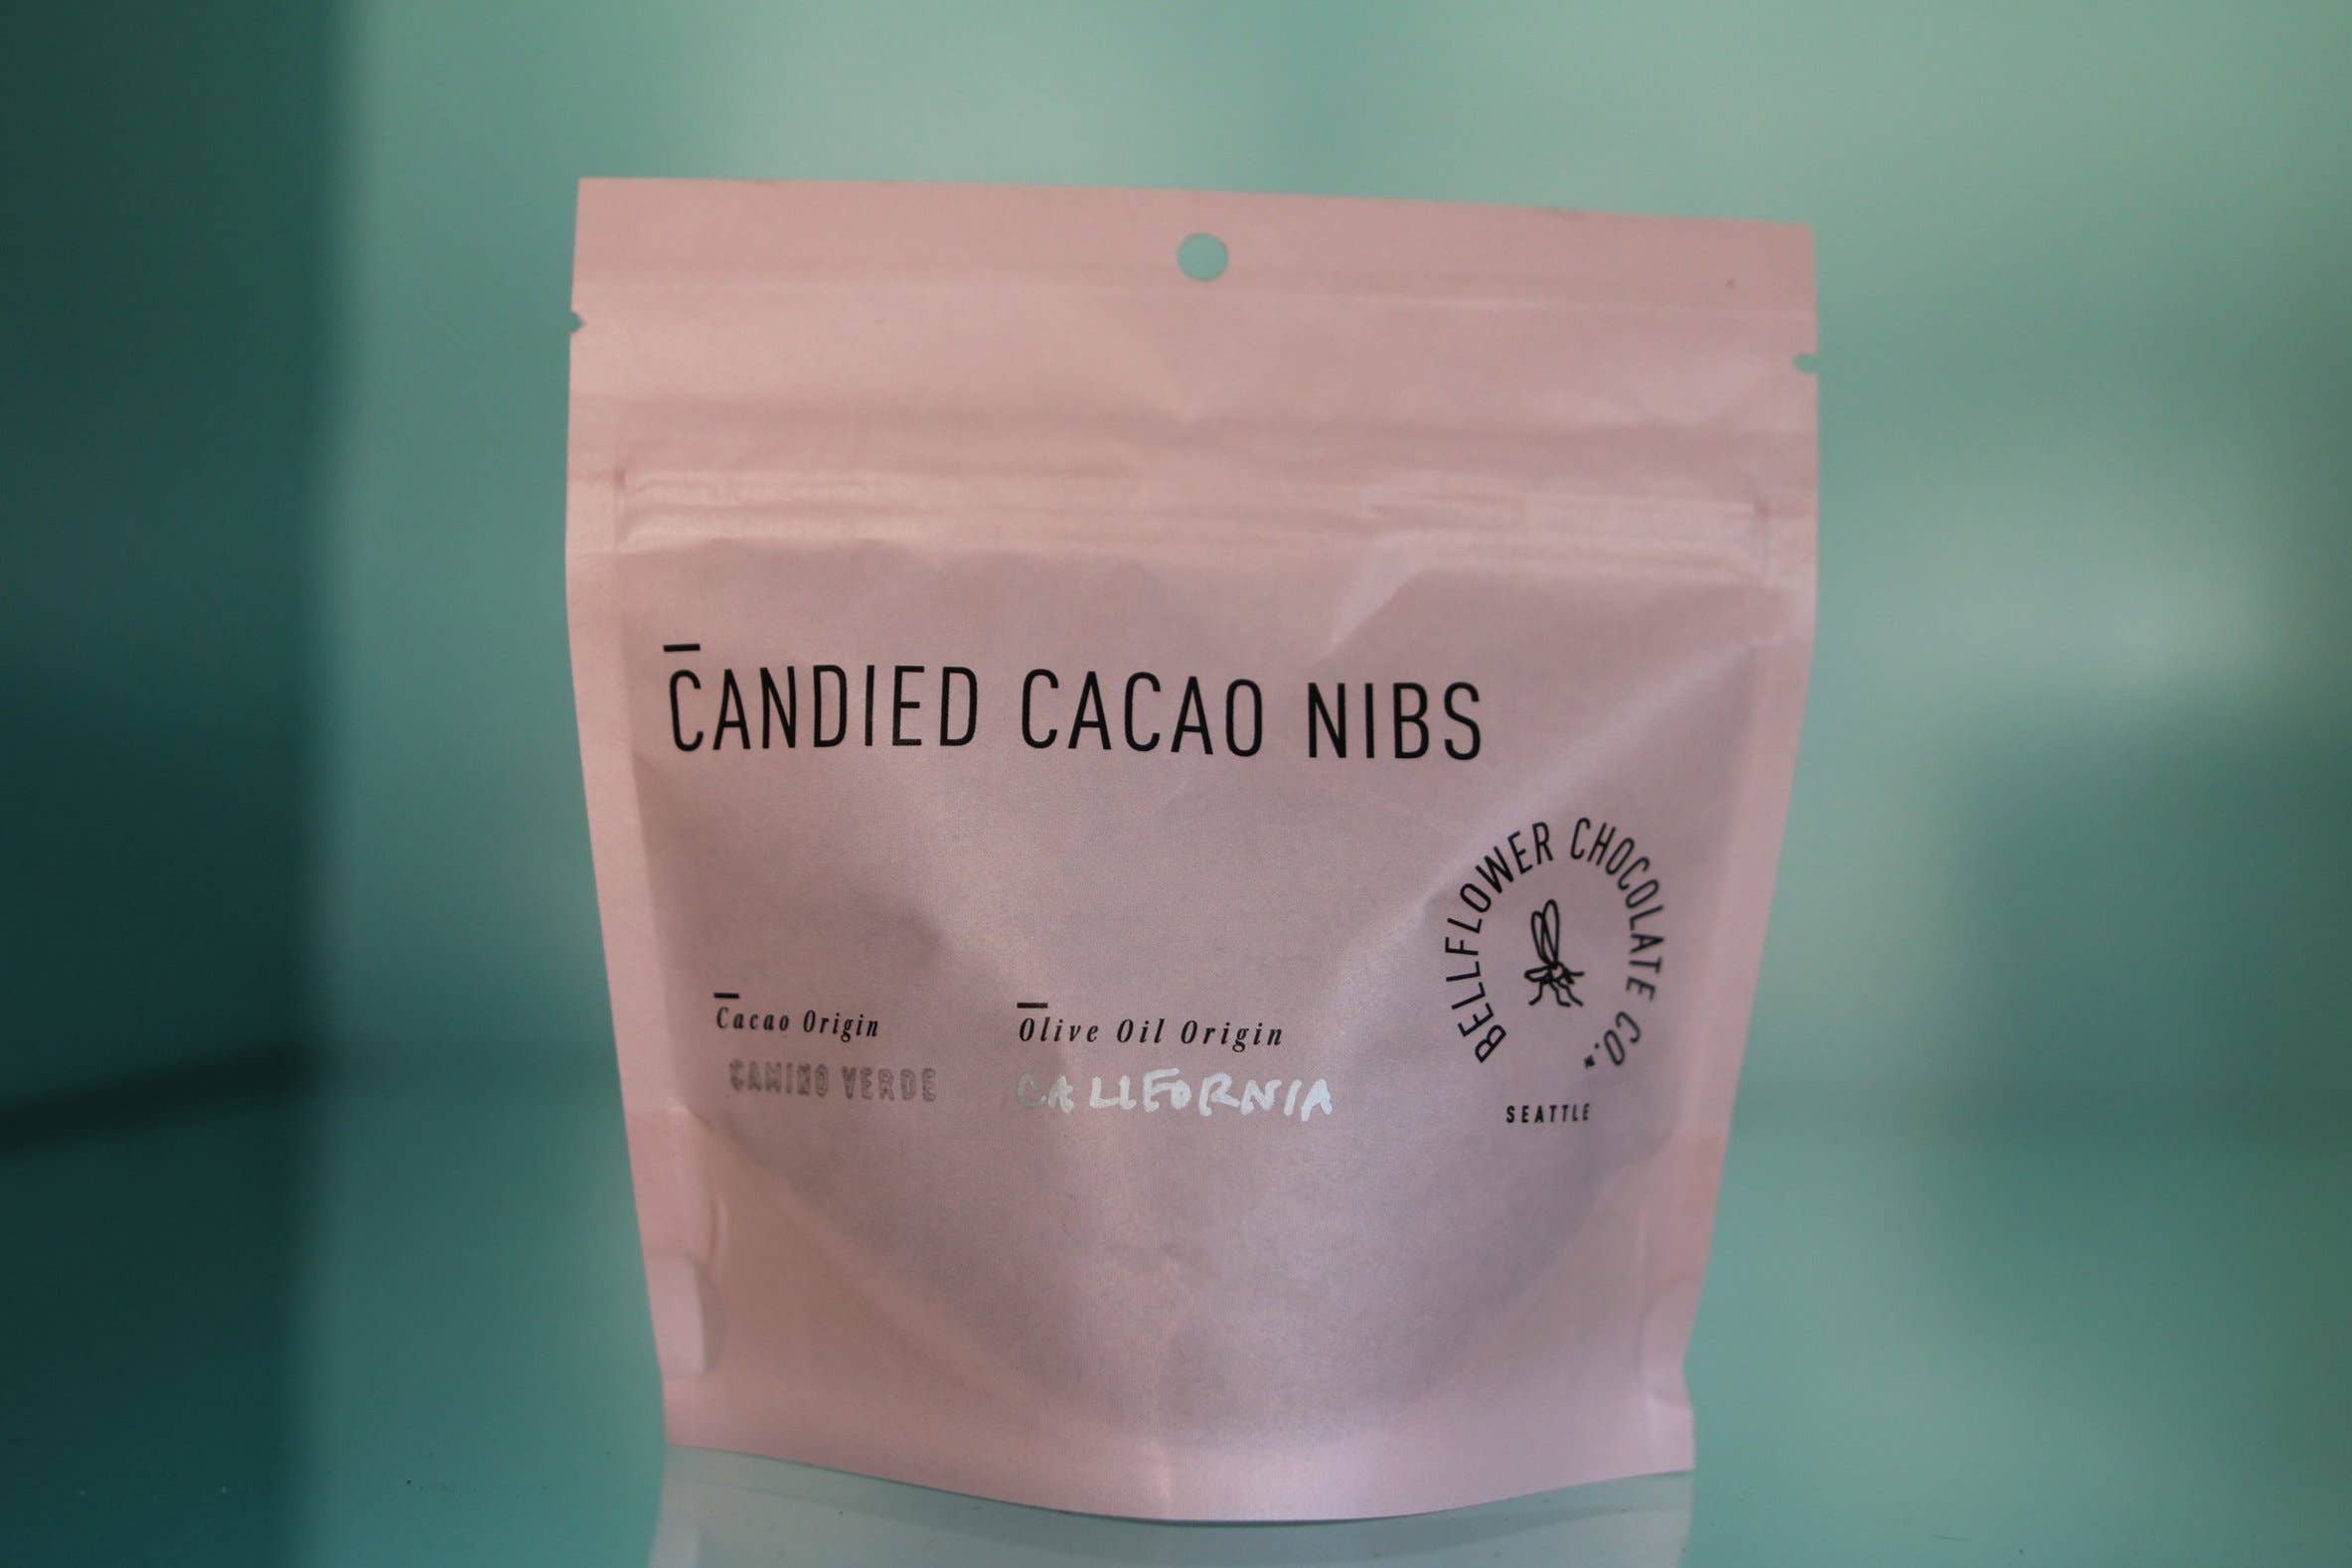 CANDIED CACAO NIBS
BELLFLOWER CHOCOLATE CO.
SEATTLE
Cacao Origin
CAMINO VERDE
Olive Oil Origin
CALIFORNIA